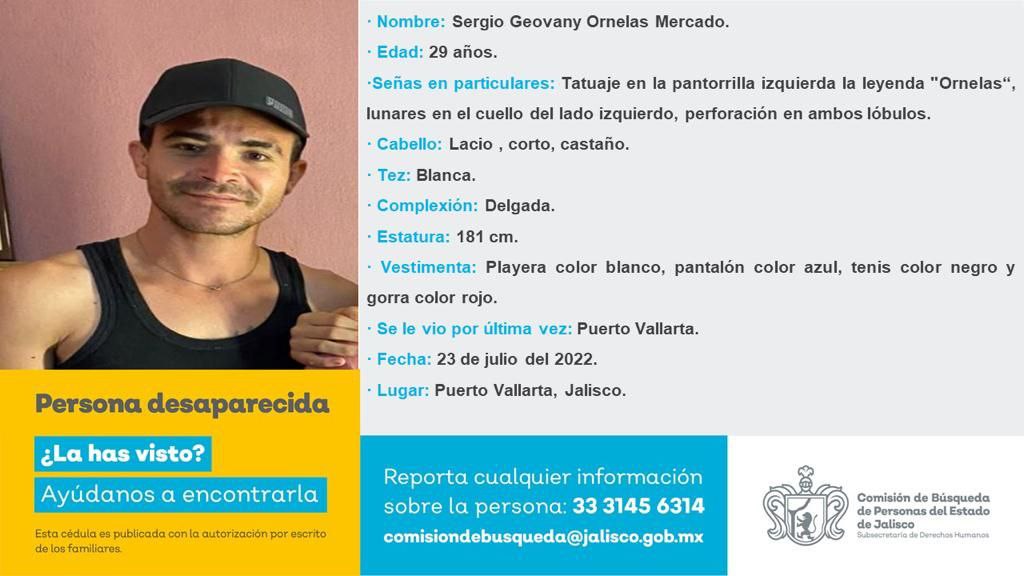 PUMA
· Nombre: Sergio Geovany Ornelas Mercado.
· Edad: 29 años.
·Señas en particulares: Tatuaje en la pantorrilla izquierda la leyenda "Ornelas“,
lunares en el cuello del lado izquierdo, perforación en ambos lóbulos.
· Cabello: Lacio , corto, castaño.
· Tez: Blanca.
· Complexión: Delgada.
· Estatura: 181 cm.
· Vestimenta: Playera color blanco, pantalón color azul, tenis color negro y
gorra color rojo.
· Se le vio por última vez: Puerto Vallarta.
· Fecha: 23 de julio del 2022.
· Lugar: Puerto Vallarta, Jalisco.
Persona desaparecida
¿La has visto?
Ayúdanos a encontrarla
Esta cédula es publicada con la autorización por escrito
de los familiares.
Reporta cualquier información
sobre la persona: 33 3145 6314
comisiondebusqueda@jalisco.gob.mx
Comisión de Búsqueda
de Personas del Estado
de Jalisco
Subsecretaría de Derechos Humanos